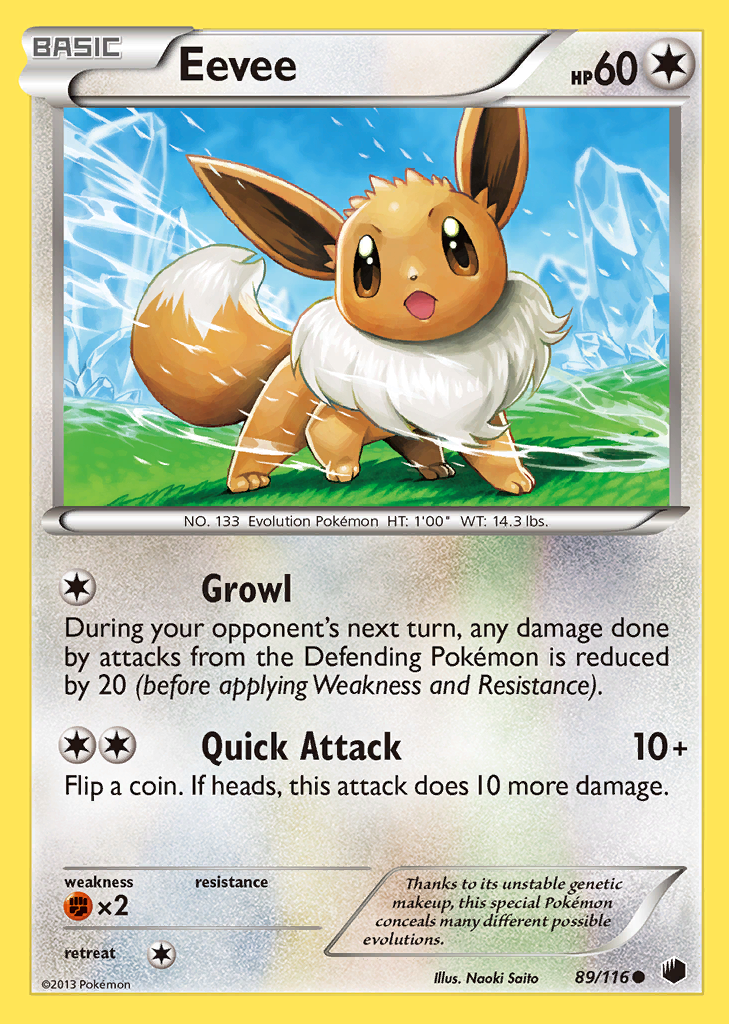 BASIC
Eevee
HP60
NO. 133 Evolution Pokémon HT: 1'00" WT: 14.3 lbs.
Growl
During your opponent's next turn, any damage done
by attacks from the Defending Pokémon is reduced
by 20 (before applying Weakness and Resistance).
Quick Attack 10+
Flip a coin. If heads, this attack does 10 more damage.
weakness resistance
×2
Thanks to its unstable genetic
makeup, this special Pokémon
conceals many different possible
evolutions.
retreat
©2013 Pokémon
Illus. Naoki Saito
89/116